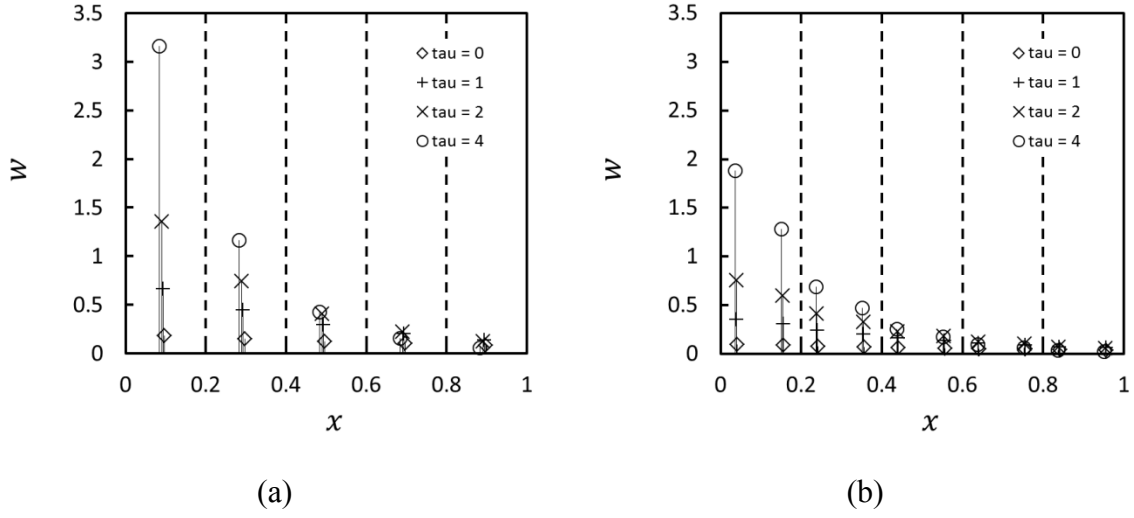 3.5
3
2.5
2
1.5
1
0.5
0
w
0 0.2 0.4 0.6 0.8 1
x
tau = 0
tau = 1
tau = 2
tau = 4
(a)
3.5
3
2.5
2
1.5
1
0.5
0
w
0 0.2 0.4 0.6 0.8 1
x
tau = 0
tau = 1
tau = 2
tau = 4
(b)